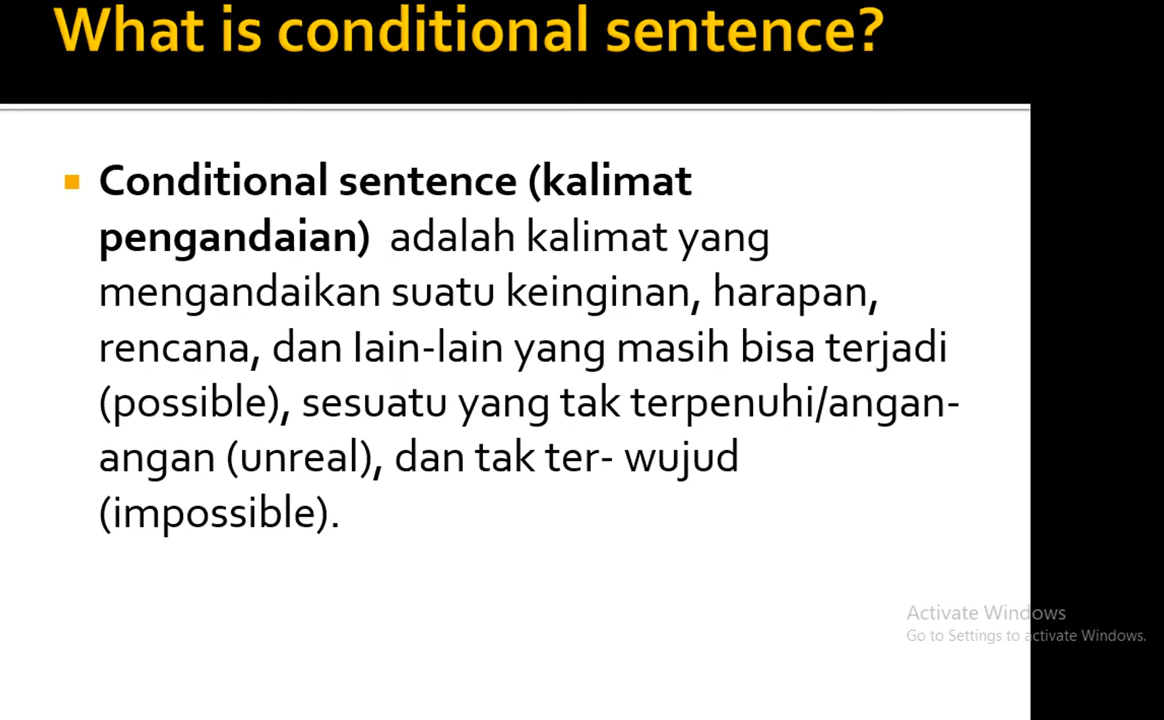 What is conditional sentence?
Conditional sentence (kalimat
pengandaian) adalah kalimat yang
mengandaikan suatu keinginan, harapan,
rencana, dan lain-lain yang masih bisa terjadi
(possible), sesuatu yang tak terpenuhi/angan-
angan (unreal), dan tak ter- wujud
(impossible).
Activate Windows
Go to Settings to activate Windows.